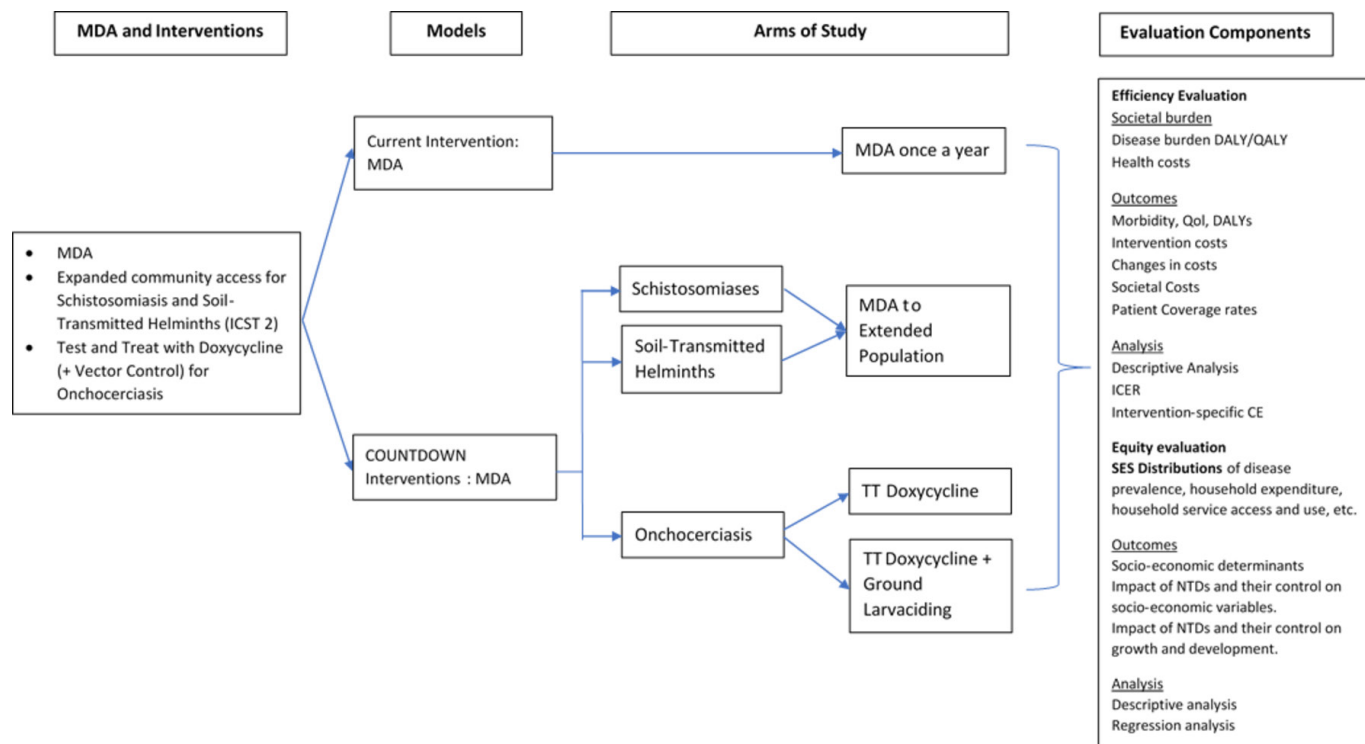 MDA and Interventions
Models
Arms of Study
Evaluation Components
• MDA
• Expanded community access for
Schistosomiasis and Soil-
Transmitted Helminths (ICST 2)
• Test and Treat with Doxycycline
(+ Vector Control) for
Onchocerciasis
Current Intervention:
MDA
COUNTDOWN
Interventions : MDA
MDA once a year
Schistosomiases
Soil-Transmitted
Helminths
MDA to
Extended
Population
Onchocerciasis
TT Doxycycline
TT Doxycycline +
Ground
Larvaciding
Efficiency Evaluation
Societal burden
Disease burden DALY/QALY
Health costs
Outcomes
Morbidity, Qol, DALYs
Intervention costs
Changes in costs
Societal Costs
Patient Coverage rates
Analysis
Descriptive Analysis
ICER
Intervention-specific CE
Equity evaluation
SES Distributions of disease
prevalence, household expenditure,
household service access and use, etc.
Outcomes
Socio-economic determinants
Impact of NTDs and their control on
socio-economic variables.
Impact of NTDs and their control on
growth and development.
Analysis
Descriptive analysis
Regression analysis